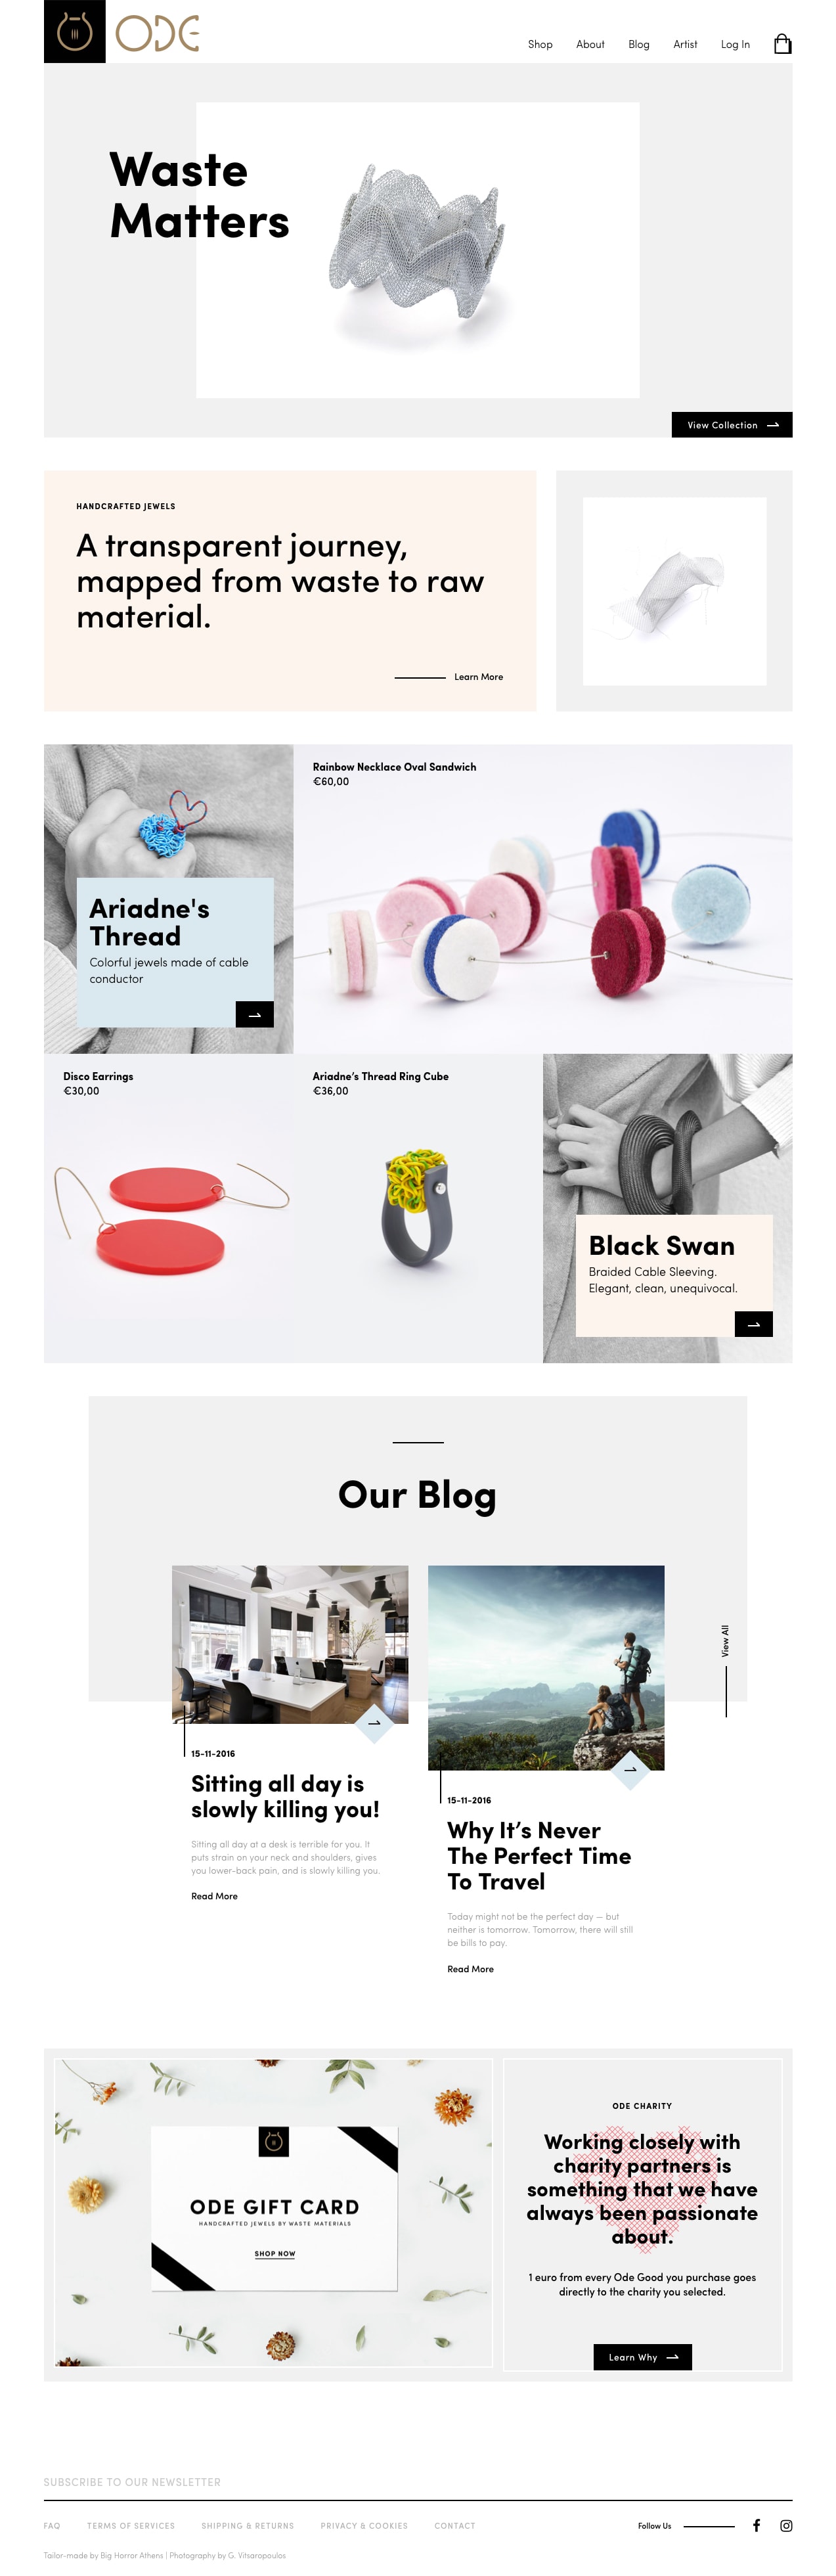 ODE
Shop
About
Blog
Artist
Log In
Waste
Matters
View Collection
HANDCRAFTED JEWELS
A transparent journey,
mapped from waste to raw
material.
Learn More
Ariadne's
Thread
Colorful jewels made of cable
conductor
Rainbow Necklace Oval Sandwich
€60,00
Disco Earrings
€30,00
Ariadne’s Thread Ring Cube
€36,00
Black Swan
Braided Cable Sleeving.
Elegant, clean, unequivocal.
Our Blog
View All
15-11-2016
Sitting all day is
slowly killing you!
Sitting all day at a desk is terrible for you. It
puts strain on your neck and shoulders, gives
you lower-back pain, and is slowly killing you.
Read More
15-11-2016
Why It’s Never
The Perfect Time
To Travel
Today might not be the perfect day — but
neither is tomorrow. Tomorrow, there will still
be bills to pay.
Read More
ODE GIFT CARD
HANDCRAFTED JEWELS BY WASTE MATERIALS
SHOP NOW
ODE CHARITY
Working closely with
charity partners is
something that we have
always been passionate
about.
1 euro from every Ode Good you purchase goes
directly to the charity you selected.
Learn Why
SUBSCRIBE TO OUR NEWSLETTER
FAQ
TERMS OF SERVICES
SHIPPING & RETURNS
PRIVACY & COOKIES
CONTACT
Follow Us
Tailor-made by Big Horror Athens | Photography by G. Vitsaropoulos